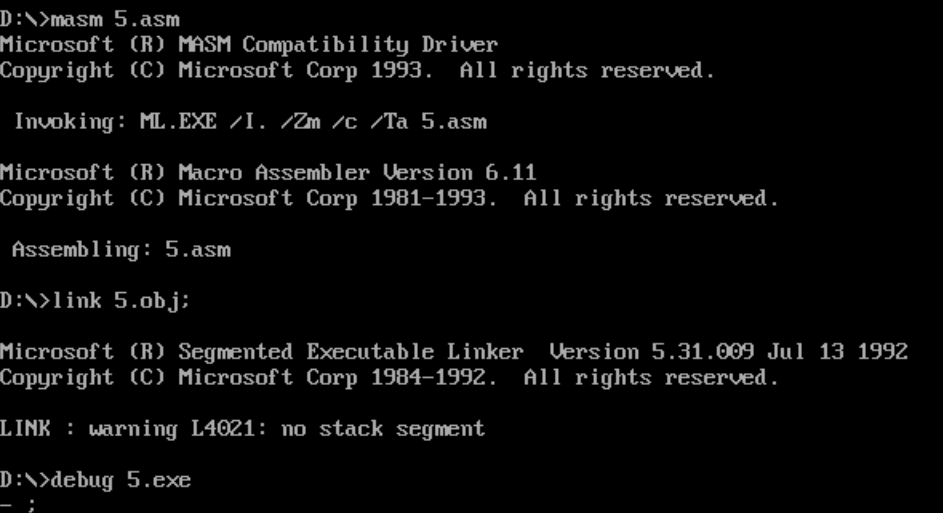 D:\>masm 5.asm
Microsoft (R) MASM Compatibility Driver
Copyright (C) Microsoft Corp 1993.  All rights reserved.
Invoking: ML.EXE /I. /Zm /c /Ta 5.asm
Microsoft (R) Macro Assembler Version 6.11
Copyright (C) Microsoft Corp 1981-1993.  All rights reserved.
Assembling: 5.asm
D:\>link 5.obj;
Microsoft (R) Segmented Executable Linker  Version 5.31.009 Jul 13 1992
Copyright (C) Microsoft Corp 1984-1992.  All rights reserved.
LINK : warning L4021: no stack segment
D:\>debug 5.exe
- ;